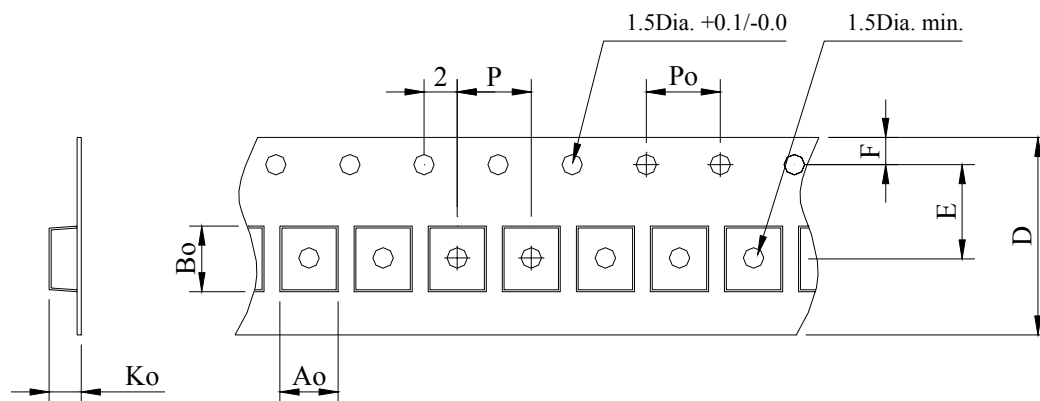 1.5Dia. +0.1/-0.0
1.5Dia. min.
2
P
Po
F
E
D
Bo
Ko
Ao